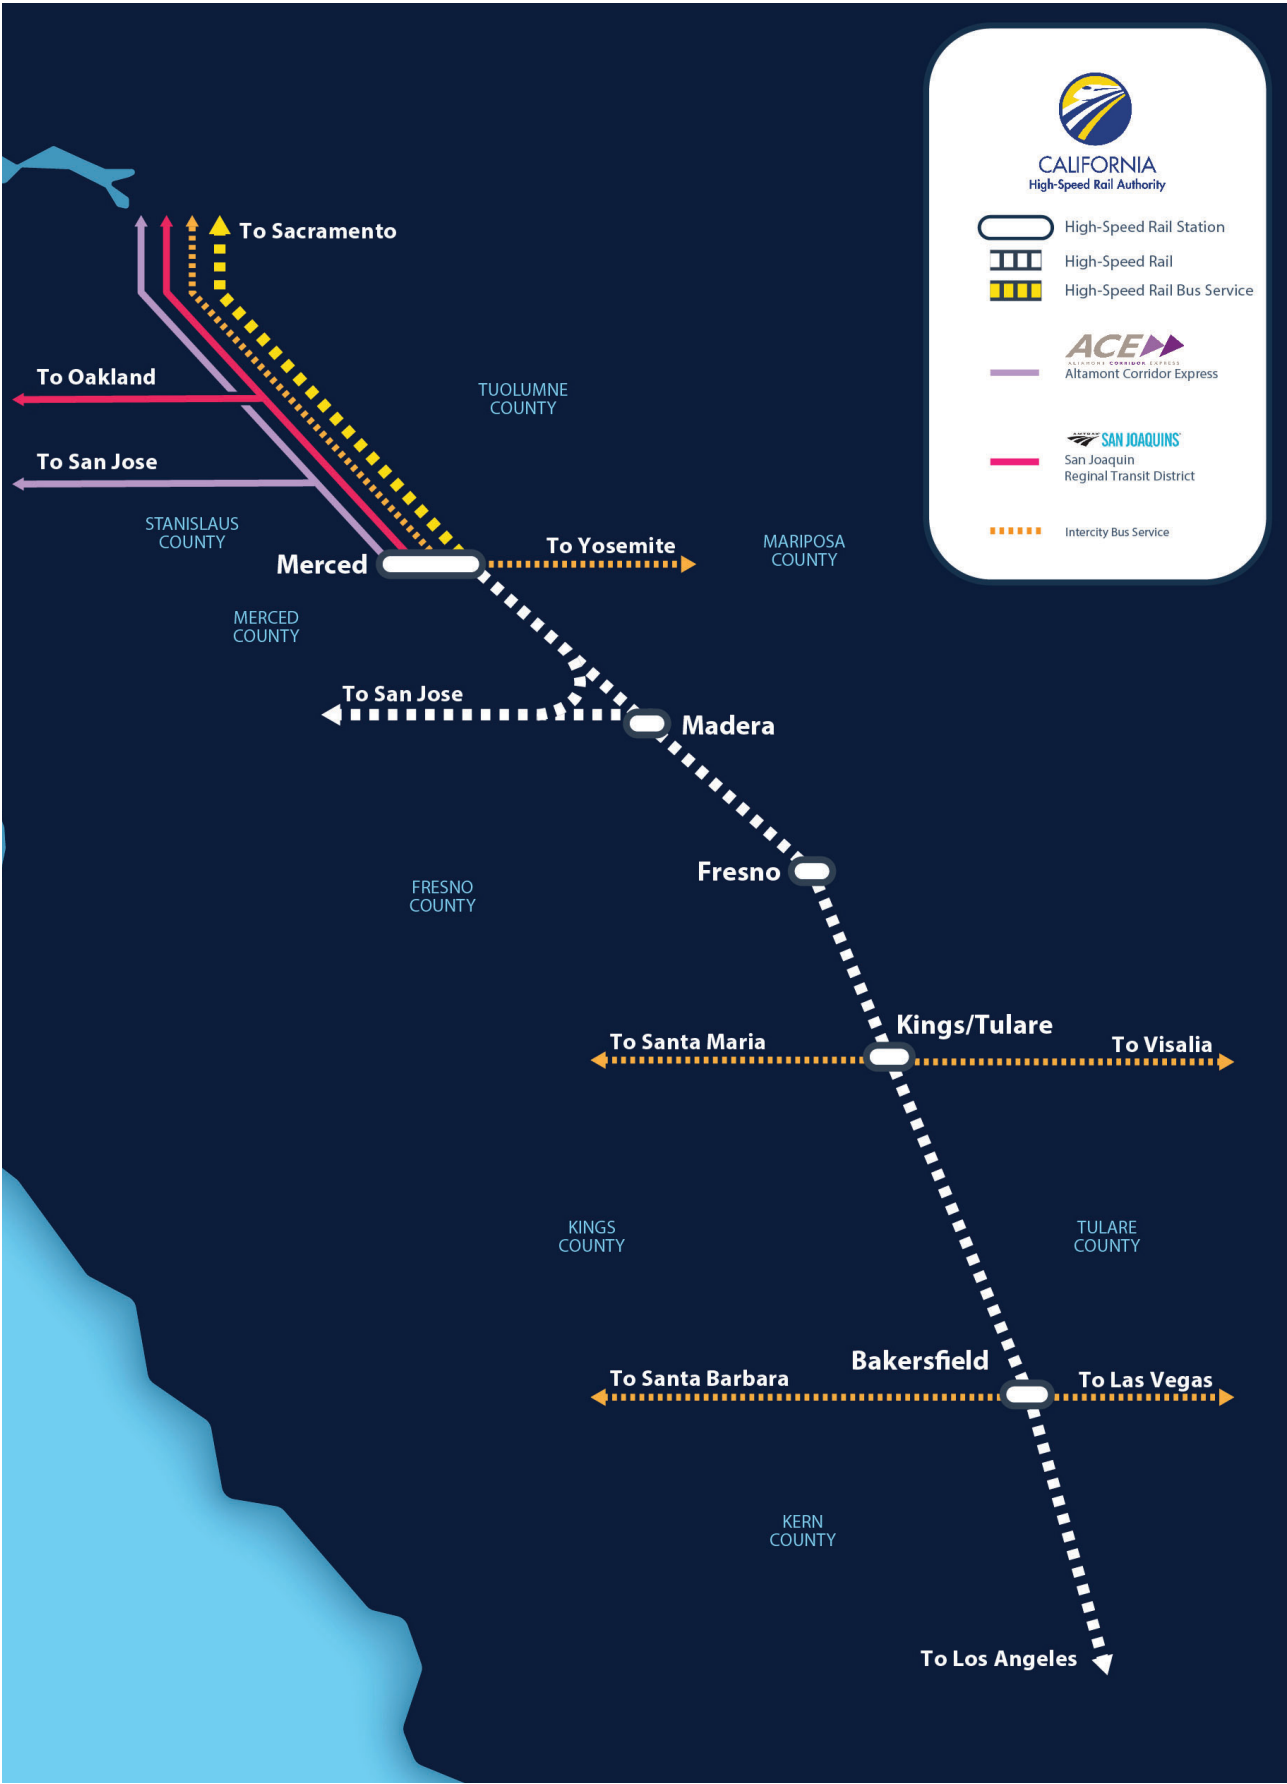 CALIFORNIA
High-Speed Rail Authority
High-Speed Rail Station
High-Speed Rail
High-Speed Rail Bus Service
ACE
ALTAMONT CORRIDOR EXPRESS
Altamont Corridor Express
AMTRAK
SAN JOAQUINS
San Joaquin
Reginal Transit District
Intercity Bus Service
To Sacramento
To Oakland
TUOLUMNE
COUNTY
To San Jose
STANISLAUS
COUNTY
To Yosemite
MARIPOSA
COUNTY
Merced
MERCED
COUNTY
To San Jose
Madera
Fresno
FRESNO
COUNTY
Kings/Tulare
To Santa Maria
To Visalia
KINGS
COUNTY
TULARE
COUNTY
Bakersfield
To Santa Barbara
To Las Vegas
KERN
COUNTY
To Los Angeles